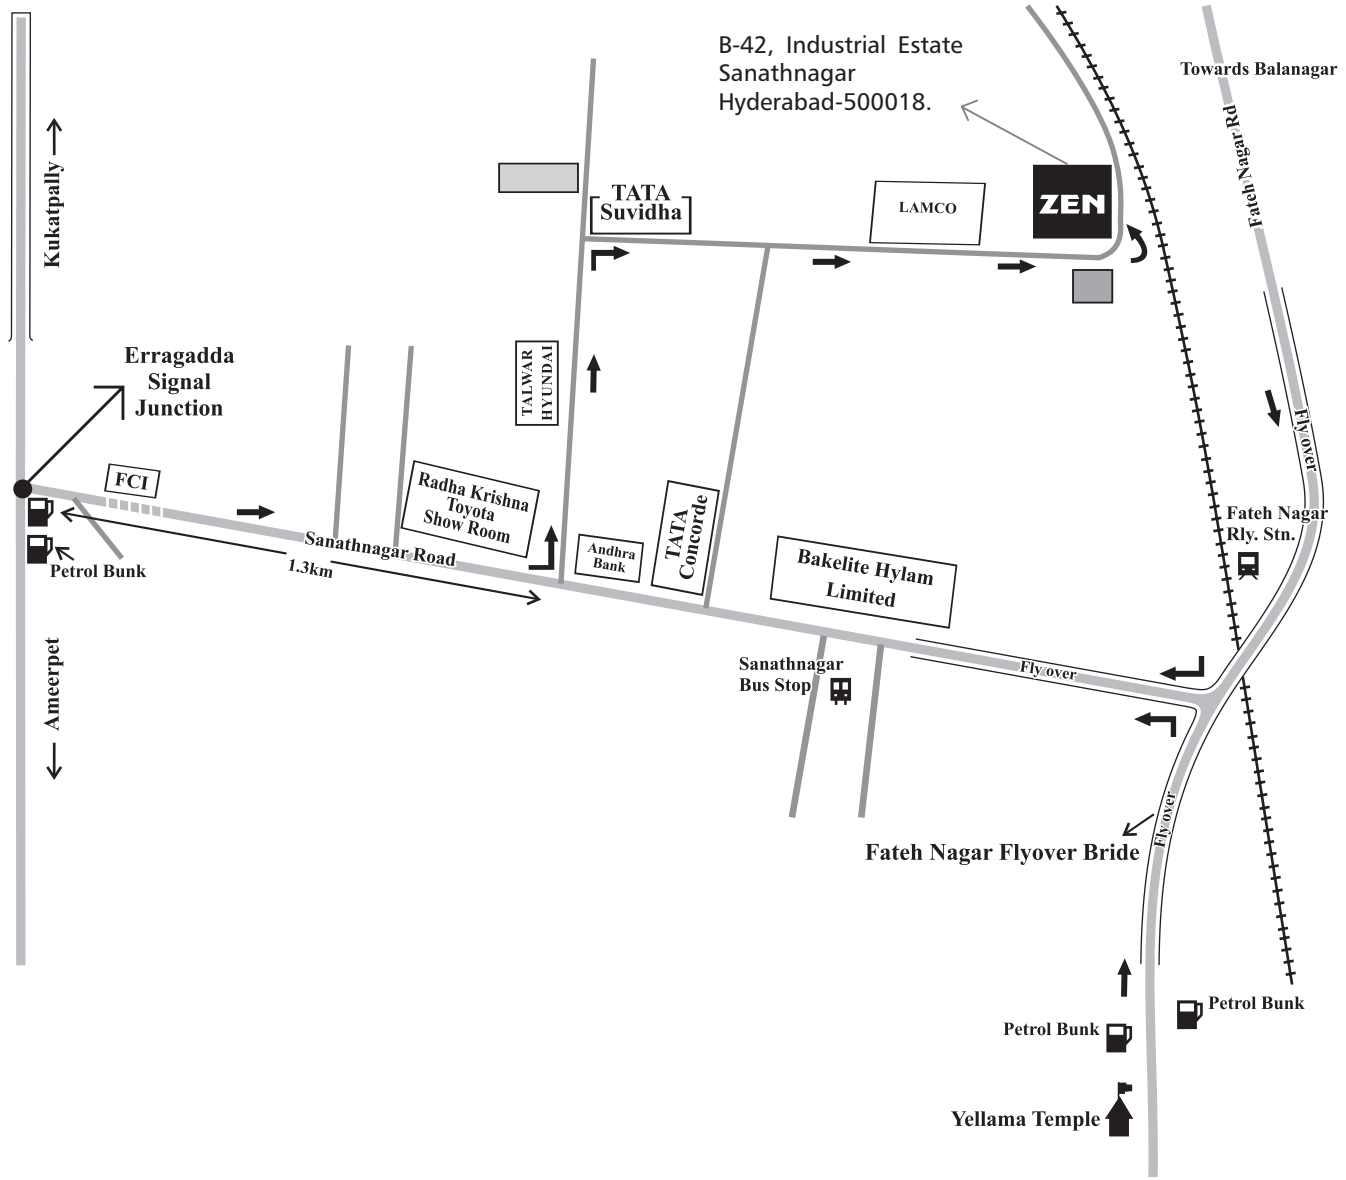 B-42, Industrial Estate
Sanathnagar
Hyderabad-500018.
Towards Balanagar
Fateh Nagar Rd
Kukatpally
TATA
Suvidha
LAMCO
ZEN
Erragadda
Signal
Junction
TALWAR
HYUNDAI
Fly over
FCI
Radha Krishna
Toyota
Show Room
TATA
Concorde
Fateh Nagar
Rly. Stn.
Sanathnagar Road
Andhra
Bank
Bakelite Hylam
Limited
Petrol Bunk
1.3km
Ameerpet
Sanathnagar
Bus Stop
Fly over
Fly over
Fateh Nagar Flyover Bride
Petrol Bunk
Petrol Bunk
Yellama Temple